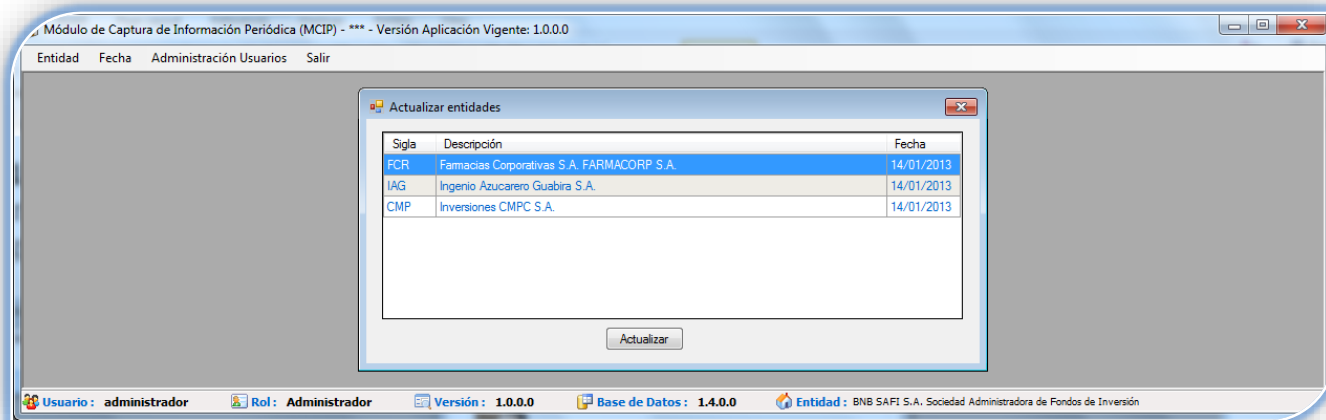 Módulo de Captura de Información Periódica (MCIP) - *** - Versión Aplicación Vigente: 1.0.0.0
Entidad Fecha Administración Usuarios Salir
Actualizar entidades
Sigla Descripción Fecha
FCR Farmacias Corporativas S.A. FARMACORP S.A. 14/01/2013
IAG Ingenio Azucarero Guabira S.A. 14/01/2013
CMP Inversiones CMPC S.A. 14/01/2013
Actualizar
Usuario : administrador Rol : Administrador Versión : 1.0.0.0 Base de Datos : 1.4.0.0 Entidad : BNB SAFI S.A. Sociedad Administradora de Fondos de Inversión